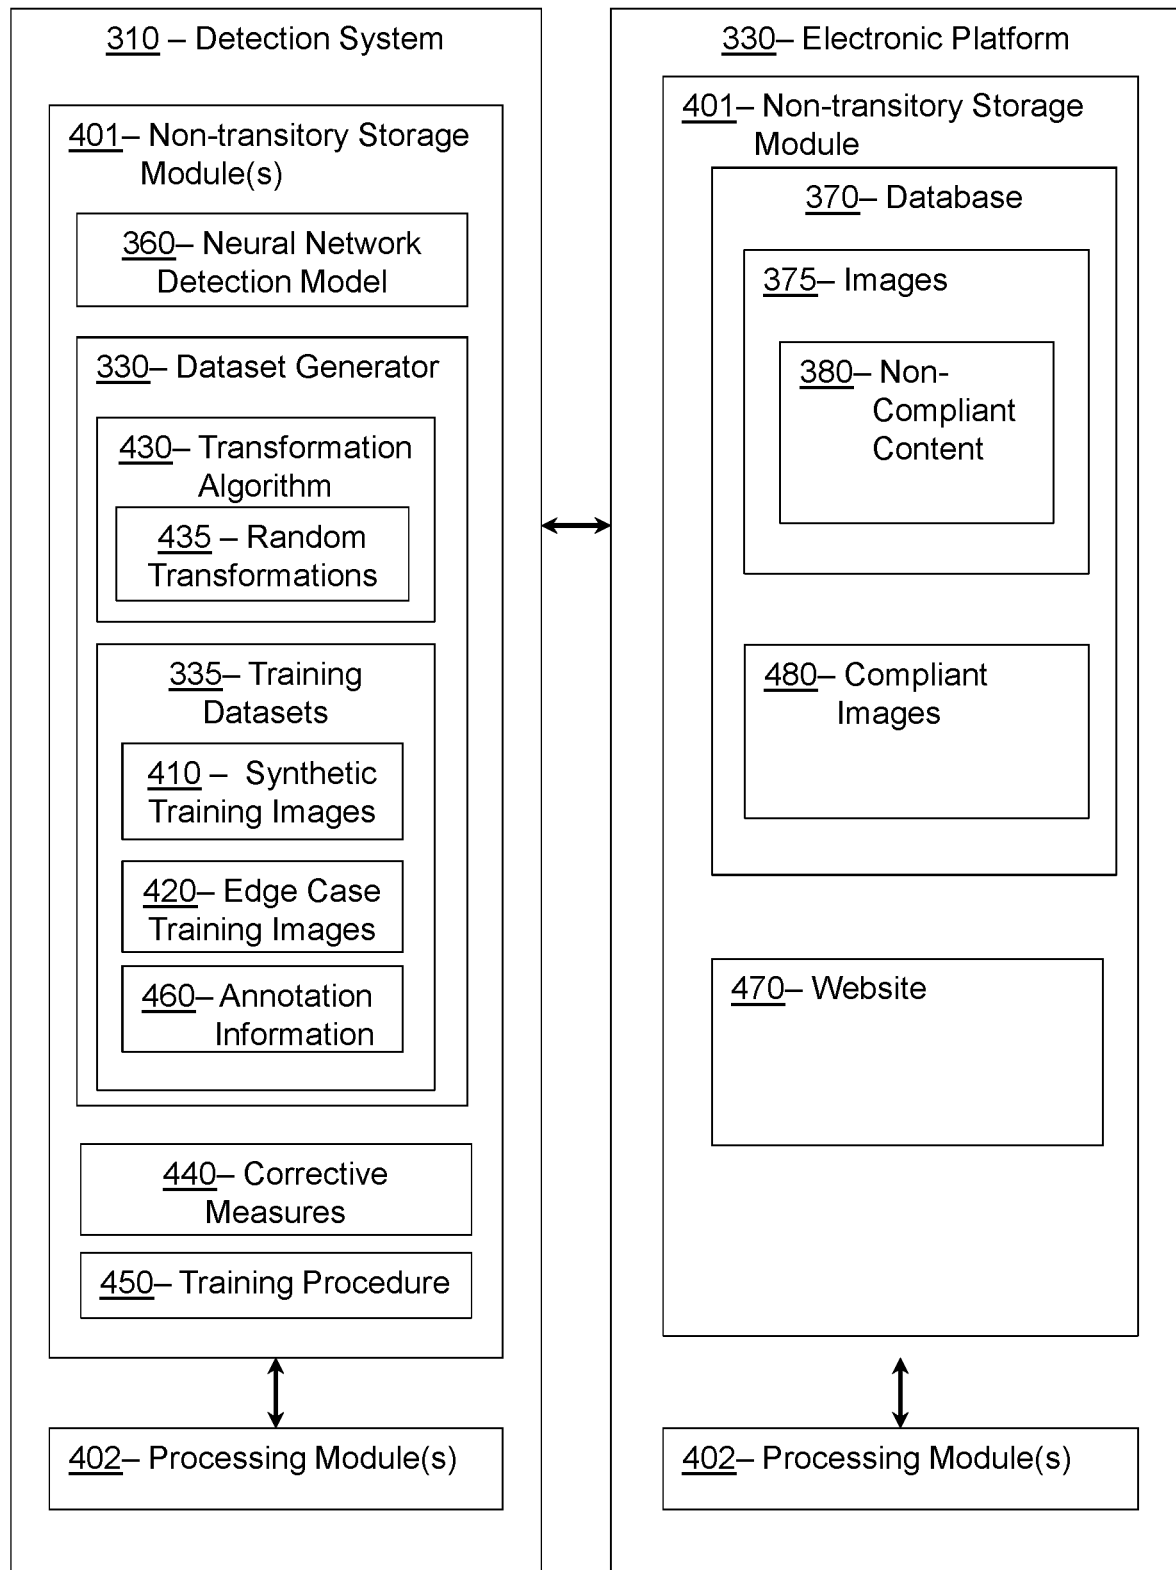 310 – Detection System
401– Non-transitory Storage
Module(s)
360– Neural Network
Detection Model
330– Dataset Generator
430– Transformation
Algorithm
435 – Random
Transformations
335– Training
Datasets
410 – Synthetic
Training Images
420– Edge Case
Training Images
460– Annotation
Information
440– Corrective
Measures
450– Training Procedure
402– Processing Module(s)
330– Electronic Platform
401– Non-transitory Storage
Module
370– Database
375– Images
380– Non-
Compliant
Content
480– Compliant
Images
470– Website
402– Processing Module(s)